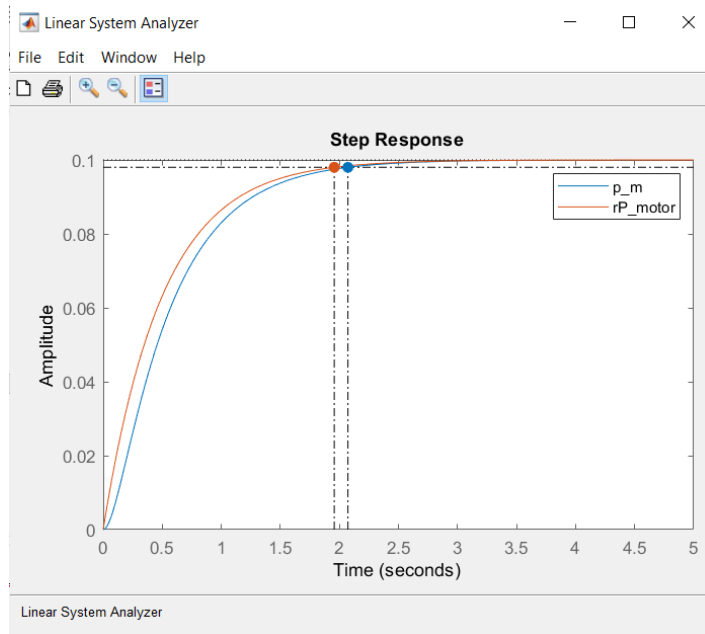 Linear System Analyzer
File Edit Window Help
Step Response
p_m
rP_motor
0.1
0.08
0.06
0.04
0.02
0
Amplitude
0 0.5 1 1.5 2 2.5 3 3.5 4 4.5 5
Time (seconds)
Linear System Analyzer